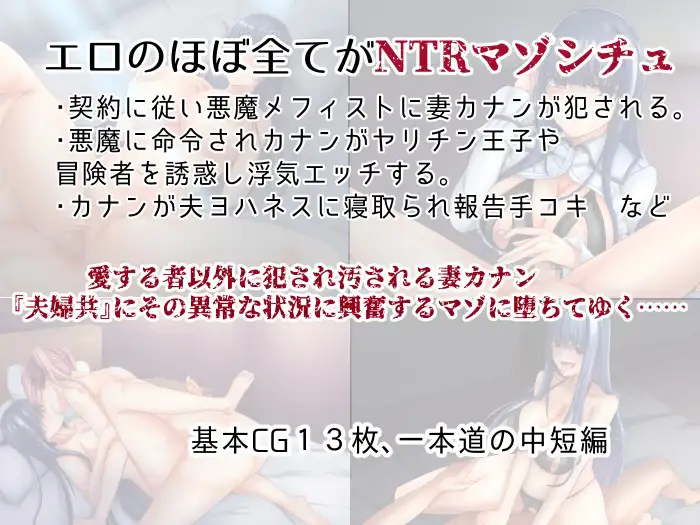 エロのほぼ全てがNTRマゾシチュ
・契約に従い悪魔メフィストに妻カナンが犯される。
・悪魔に命令されカナンがヤリチン王子や
冒険者を誘惑し浮気エッチする。
・カナンが夫ヨハネスに寝取られ報告手コキ　など
愛する者以外に犯され汚される妻カナン
『夫婦共』にその異常な状況に興奮するマゾに堕ちてゆく……
基本CG１３枚、一本道の中短編